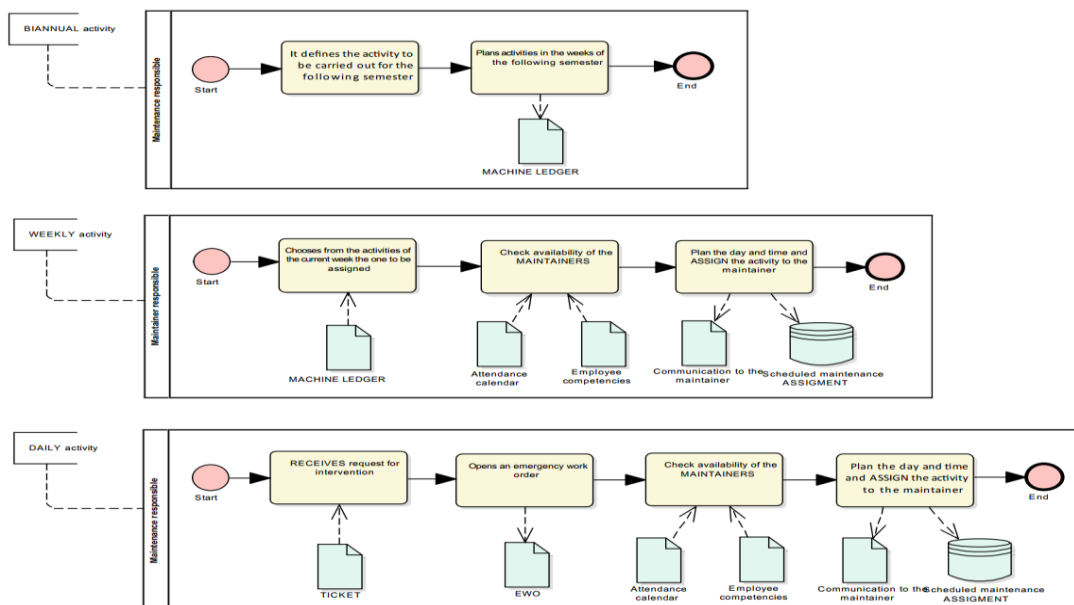 BIANNUAL activity
Maintenance responsible
Start
It defines the activity to
be carried out for the
following semester
Plans activities in the weeks of
the following semester
End
MACHINE LEDGER
WEEKLY activity
Maintainer responsible
Start
Chooses from the activities of
the current week the one to be
assigned
Check availability of the
MAINTAINERS
Plan the day and time and
ASSIGN the activity to the
maintainer
End
MACHINE LEDGER
Attendance
calendar
Employee
competencies
Communication to the
maintainer
Scheduled maintenance
ASSIGMENT
DAILY activity
Maintenance responsible
Start
RECEIVES request for
intervention
Opens an emergency work
order
Check availability of the
MAINTAINERS
Plan the day and time
and ASSIGN the activity
to the maintainer
End
TICKET
EWO
Attendance
calendar
Employee
competencies
Communication to the
maintainer
Scheduled maintenance
ASSIGMENT